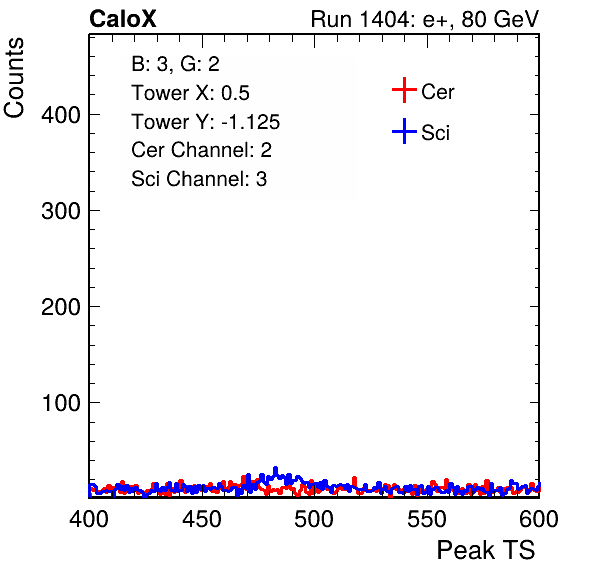 CaloX Run 1404: e+, 80 GeV
Counts
B: 3, G: 2
Tower X: 0.5
Tower Y: -1.125
Cer Channel: 2
Sci Channel: 3
Cer
Sci
400
300
200
100
400 450 500 550 600
Peak TS